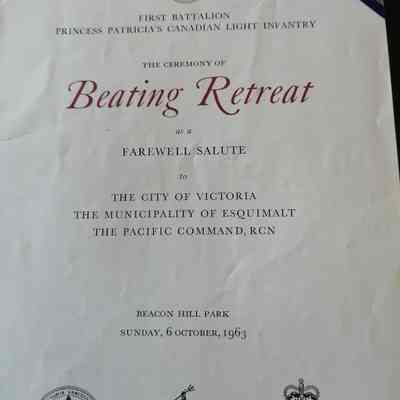 FIRST BATTALION
PRINCESS PATRICIA'S CANADIAN LIGHT INFANTRY
THE CEREMONY OF
Beating Retreat
as a
FAREWELL SALUTE
to
THE CITY OF VICTORIA
THE MUNICIPALITY OF ESQUIMALT
THE PACIFIC COMMAND, RCN
BEACON HILL PARK
SUNDAY, 6 OCTOBER, 1963